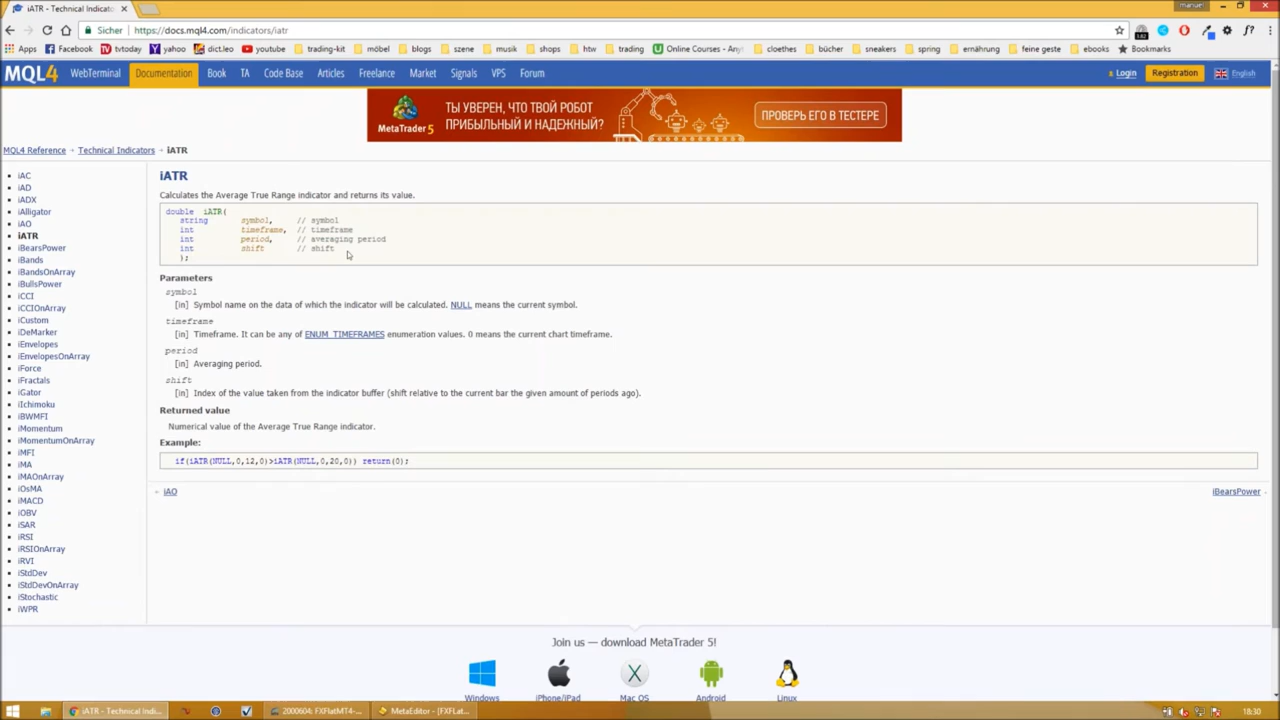 iATR - Technical Indicato
manuel
Sicher
https://docs.mql4.com/indicators/iatr
Apps
Facebook
tvtoday
yahoo
dict.leo
youtube
trading-kit
möbel
blogs
szene
musik
shops
htw
trading
Online Courses - Any
cloethes
bücher
sneakers
spring
ernährung
feine geste
ebooks
Bookmarks
MQL4
WebTerminal
Documentation
Book
TA
Code Base
Articles
Freelance
Market
Signals
VPS
Forum
Login
Registration
English
MetaTrader 5
ТЫ УВЕРЕН, ЧТО ТВОЙ РОБОТ
ПРИБЫЛЬНЫЙ И НАДЕЖНЫЙ?
ПРОВЕРЬ ЕГО В ТЕСТЕРЕ
MQL4 Reference
Technical Indicators
iATR
iAC
iAD
iADX
iAlligator
iAO
iATR
iBearsPower
iBands
iBandsOnArray
iBullsPower
iCCI
iCCIOnArray
iCustom
iDeMarker
iEnvelopes
iEnvelopesOnArray
iForce
iFractals
iGator
iIchimoku
iBWMFI
iMomentum
iMomentumOnArray
iMFI
iMA
iMAOnArray
iOsMA
iMACD
iOBV
iSAR
iRSI
iRSIOnArray
iRVI
iStdDev
iStdDevOnArray
iStochastic
iWPR
iATR
Calculates the Average True Range indicator and returns its value.
double iATR(
string symbol, // symbol
int timeframe, // timeframe
int period, // averaging period
int shift // shift
);
Parameters
symbol
[in] Symbol name on the data of which the indicator will be calculated. NULL means the current symbol.
timeframe
[in] Timeframe. It can be any of ENUM_TIMEFRAMES enumeration values. 0 means the current chart timeframe.
period
[in] Averaging period.
shift
[in] Index of the value taken from the indicator buffer (shift relative to the current bar the given amount of periods ago).
Returned value
Numerical value of the Average True Range indicator.
Example:
if(iATR(NULL,0,12,0)>iATR(NULL,0,20,0)) return(0);
iAO
iBearsPower
Join us — download MetaTrader 5!
Windows
iPhone/iPad
Mac OS
Android
Linux
iATR - Technical Indi...
2000604: FXFlatMT4-...
MetaEditor - [FXFlat...
18:30